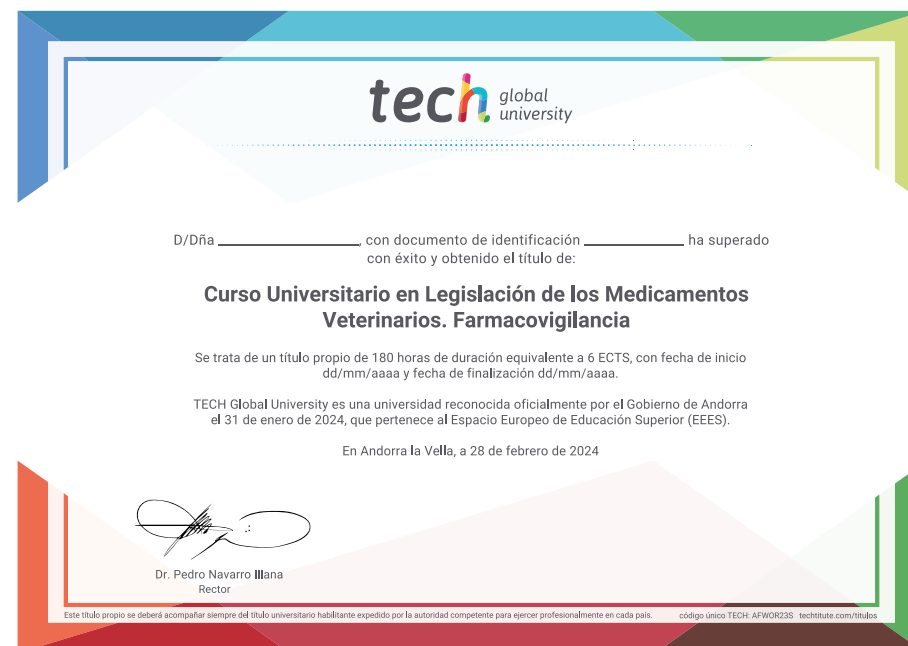 tech global university
D/Dña ____________________, con documento de identificación ______________ ha superado
con éxito y obtenido el título de:
Curso Universitario en Legislación de los Medicamentos
Veterinarios. Farmacovigilancia
Se trata de un título propio de 180 horas de duración equivalente a 6 ECTS, con fecha de inicio
dd/mm/aaaa y fecha de finalización dd/mm/aaaa.
TECH Global University es una universidad reconocida oficialmente por el Gobierno de Andorra
el 31 de enero de 2024, que pertenece al Espacio Europeo de Educación Superior (EEES).
En Andorra la Vella, a 28 de febrero de 2024
Dr. Pedro Navarro Illana
Rector
Este título propio se deberá acompañar siempre del título universitario habilitante expedido por la autoridad competente para ejercer profesionalmente en cada país.
código único TECH: AFWOR23S techtitute.com/titulos